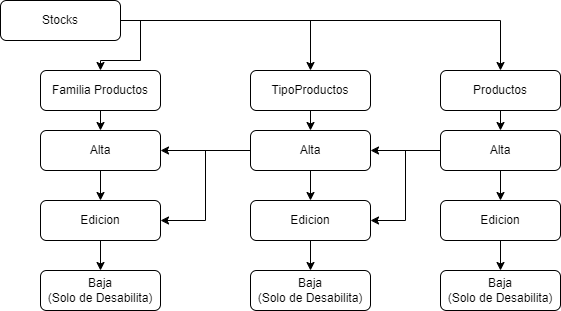 Stocks
Familia Productos
TipoProductos
Productos
Alta
Alta
Alta
Edicion
Edicion
Edicion
Baja
(Solo de Desabilita)
Baja
(Solo de Desabilita)
Baja
(Solo de Desabilita)